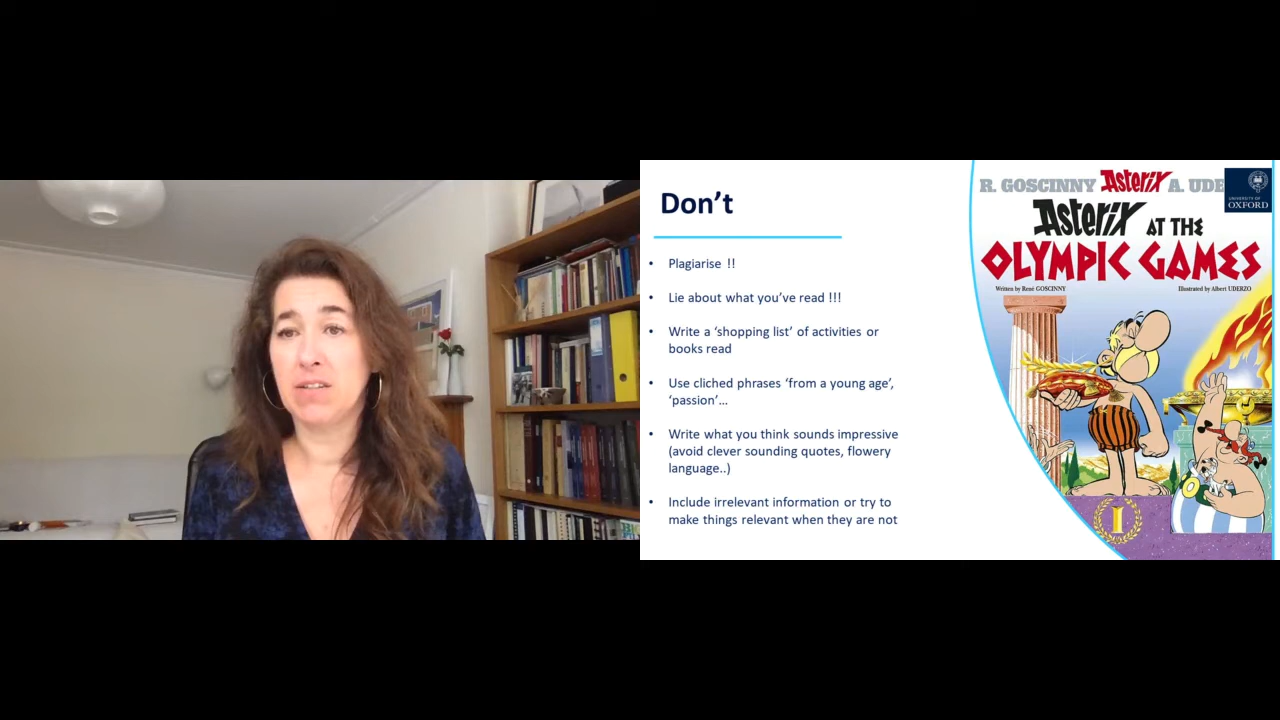 Don't
• Plagiarise !!
• Lie about what you've read !!!
• Write a 'shopping list' of activities or
books read
• Use cliched phrases 'from a young age',
'passion'...
• Write what you think sounds impressive
(avoid clever sounding quotes, flowery
language..)
• Include irrelevant information or try to
make things relevant when they are not
R. GOSCINNY Asterix A. UDE
UNIVERSITY OF
OXFORD
Asterix AT THE
OLYMPIC GAMES
Written by René GOSCINNY Illustrated by Albert UDERZO
I